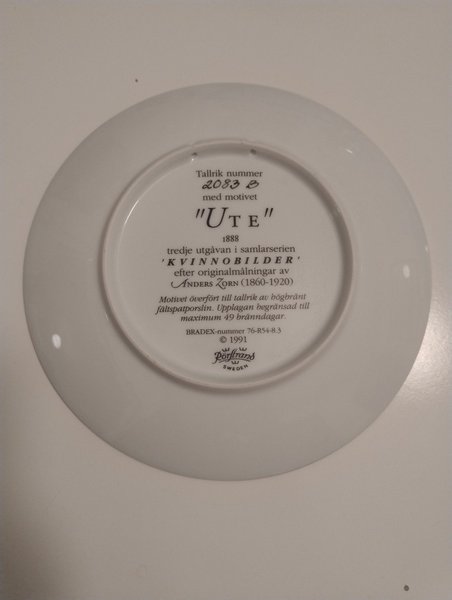 Tallrik nummer
2083 B
med motivet
"UTE"
1888
tredje utgåvan i samlarserien
'KVINNOBILDER'
efter originalmålningar av
ANDERS ZORN (1860-1920)
Motivet överfört till tallrik av högbränt
fältspatporslin. Upplagan begränsad till
maximum 49 bränndagar.
BRADEX-nummer 76-R54-8.3
© 1991
Rörstrand
SWEDEN